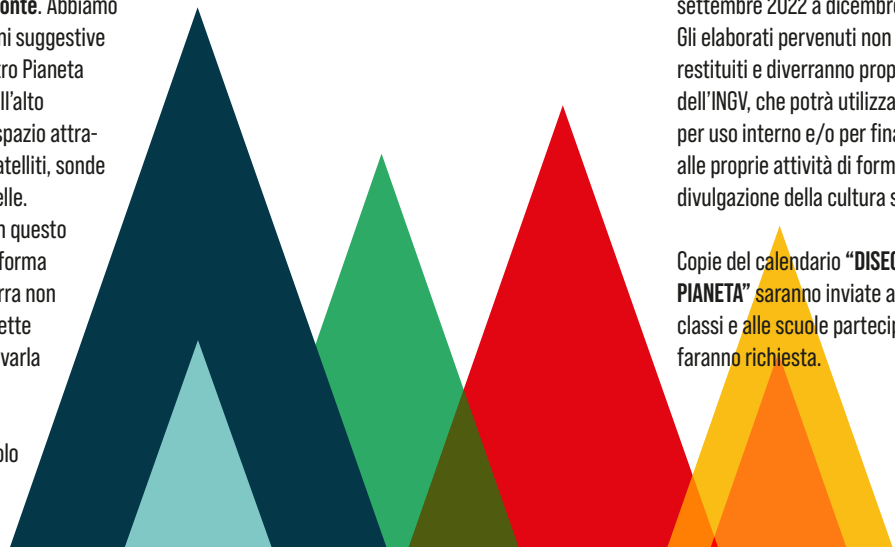 onte. Abbiamo
ni suggestive
tro Pianeta
ll'alto
spazio attra-
atelliti, sonde
elle.
n questo
forma
rra non
ette
varla
olo
settembre 2022 a dicembre
Gli elaborati pervenuti non
restituiti e diverranno prop
dell'INGV, che potrà utilizza
per uso interno e/o per fina
alle proprie attività di form
divulgazione della cultura s
Copie del calendario "DISEG
PIANETA" saranno inviate a
classi e alle scuole partecip
faranno richiesta.